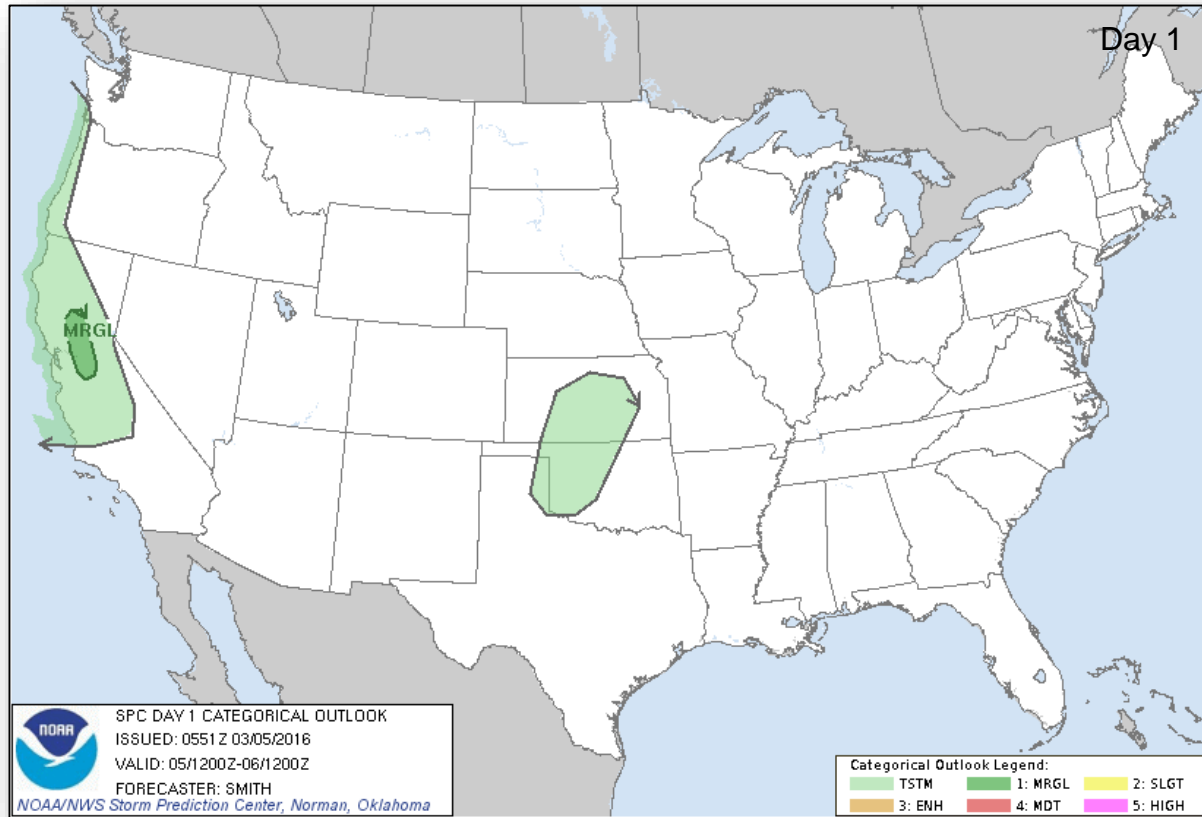 Day 1
MRGL
NOAA
SPC DAY 1 CATEGORICAL OUTLOOK
ISSUED: 0551Z 03/05/2016
VALID: 05/1200Z-06/1200Z
FORECASTER: SMITH
NOAA/NWS Storm Prediction Center, Norman, Oklahoma
Categorical Outlook Legend:
TSTM 1: MRGL 2: SLGT
3: ENH 4: MDT 5: HIGH